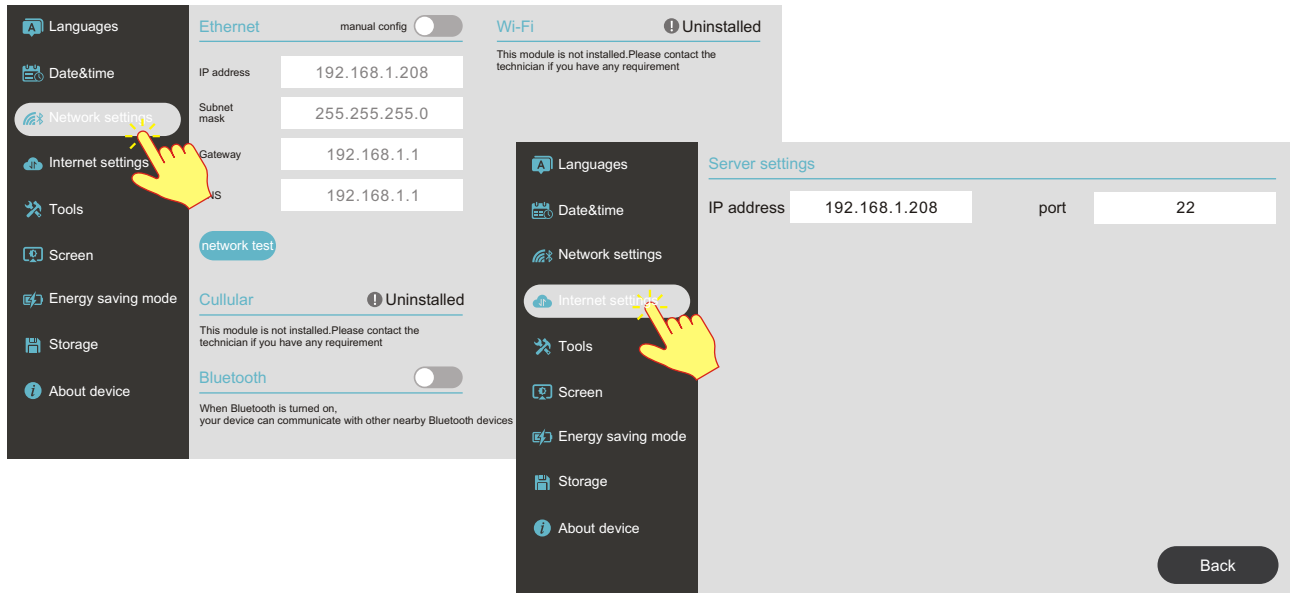 Languages
Date&time
Network settings
Internet settings
Tools
Screen
Energy saving mode
Storage
About device
Ethernet
manual config
IP address
192.168.1.208
Subnet
mask
255.255.255.0
Gateway
192.168.1.1
192.168.1.1
network test
Cullular
Uninstalled
This module is not installed.Please contact the
technician if you have any requirement
Bluetooth
When Bluetooth is turned on,
your device can communicate with other nearby Bluetooth devices
Wi-Fi
Uninstalled
This module is not installed.Please contact the
technician if you have any requirement
Languages
Date&time
Network settings
Internet settings
Tools
Screen
Energy saving mode
Storage
About device
Server settings
IP address
192.168.1.208
port
22
Back